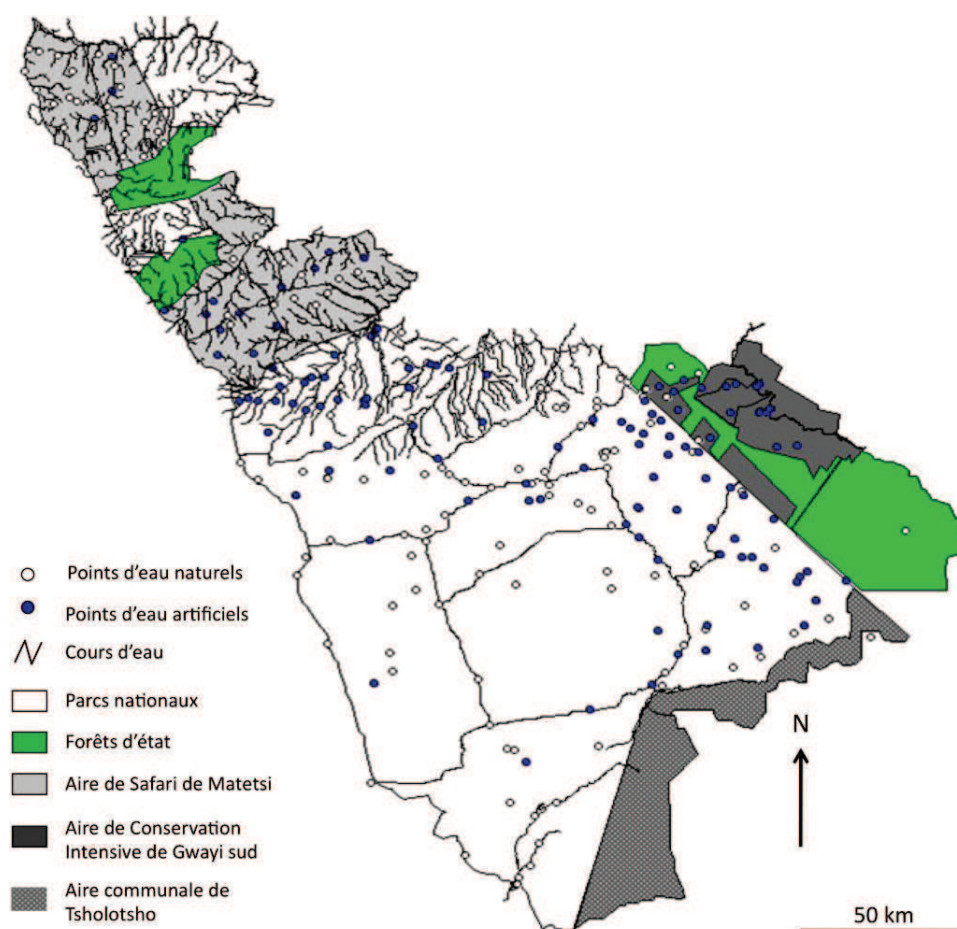 Points d'eau naturels
Points d'eau artificiels
Cours d'eau
Parcs nationaux
Forêts d'état
Aire de Safari de Matetsi
Aire de Conservation
Intensive de Gwayi sud
Aire communale de
Tsholotsho
N
50 km